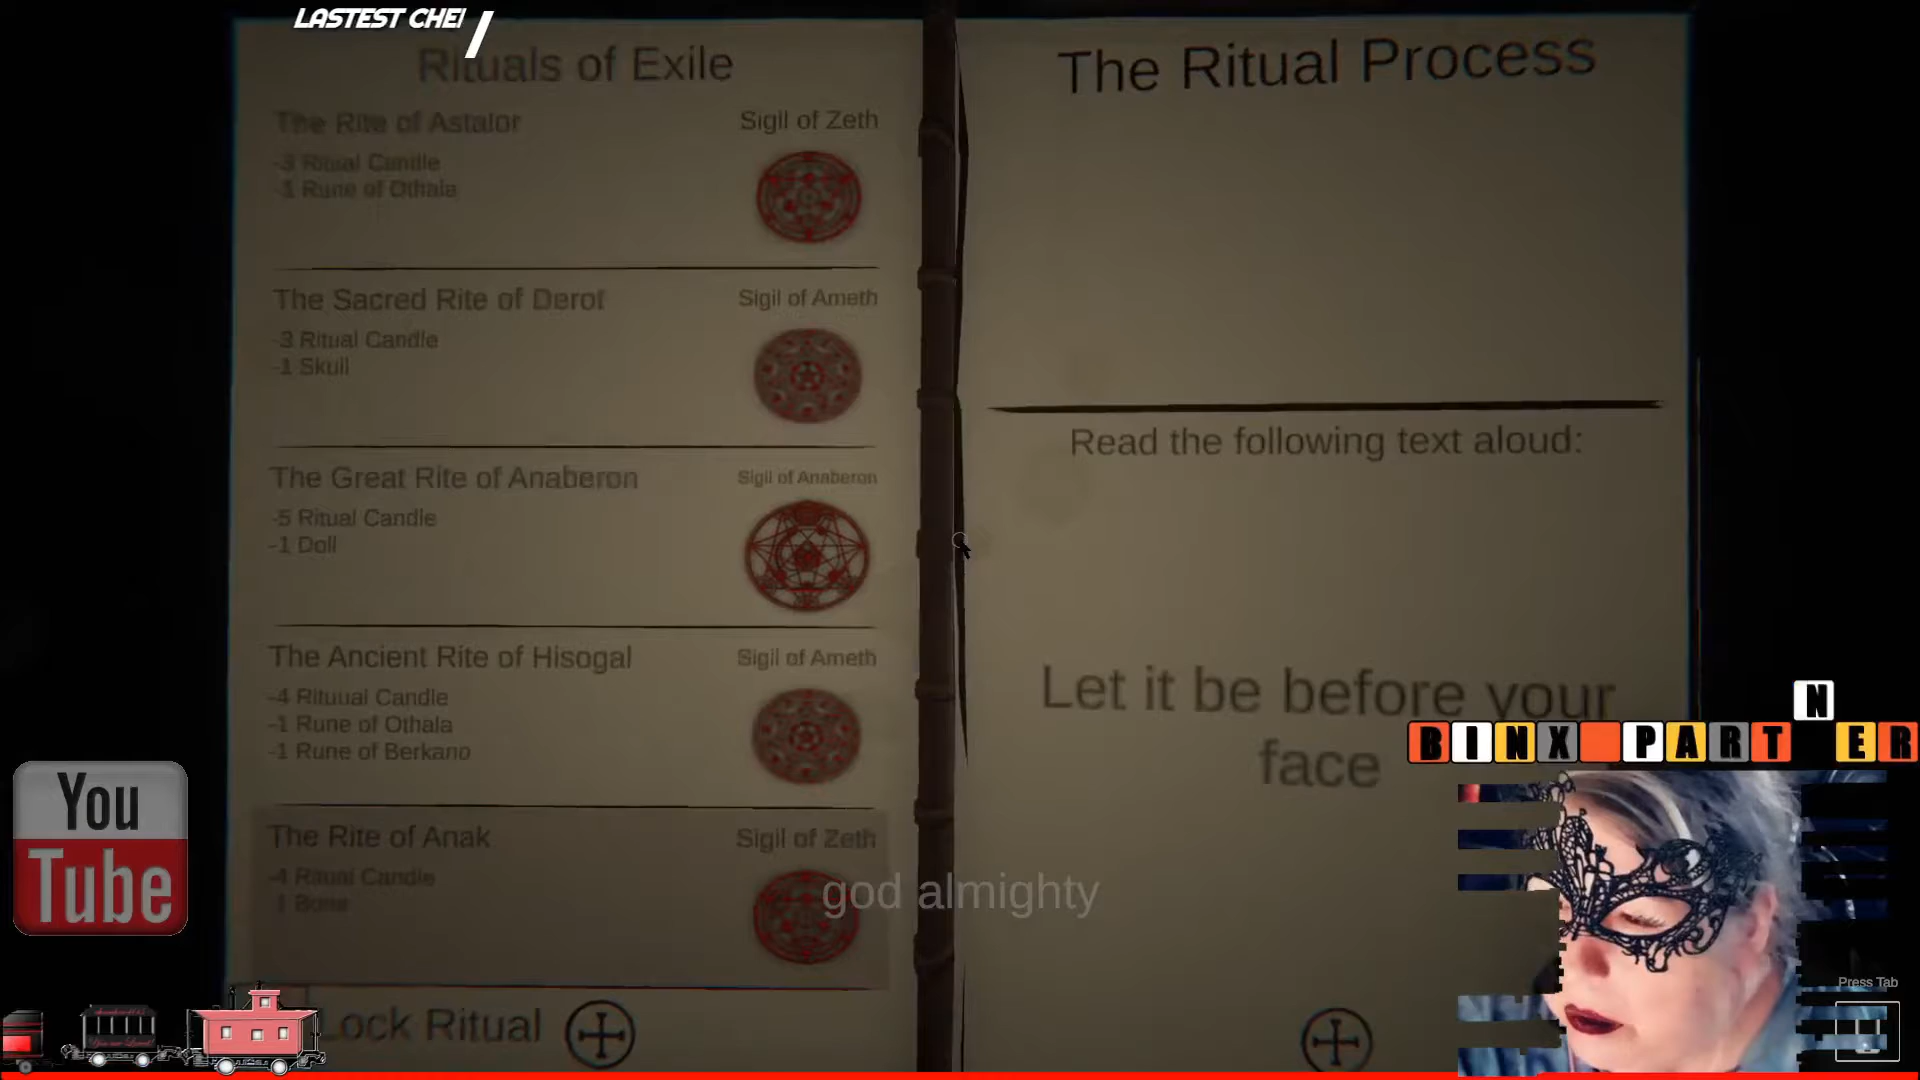 LASTEST CHE
Rituals of Exile
The Rite of Astalor
Sigil of Zeth
-3 Ritual Candle
-1 Rune of Othala
The Sacred Rite of Derot
Sigil of Ameth
-3 Ritual Candle
-1 Skull
The Great Rite of Anaberon
Sigil of Anaberon
-5 Ritual Candle
-1 Doll
The Ancient Rite of Hisogal
Sigil of Ameth
-4 Rituual Candle
-1 Rune of Othala
-1 Rune of Berkano
The Rite of Anak
Sigil of Zeth
-4 Ritual Candle
1 Bone
Lock Ritual
The Ritual Process
Read the following text aloud:
Let it be before your
face
god almighty
BINX PARTNER
You
Tube
Press Tab